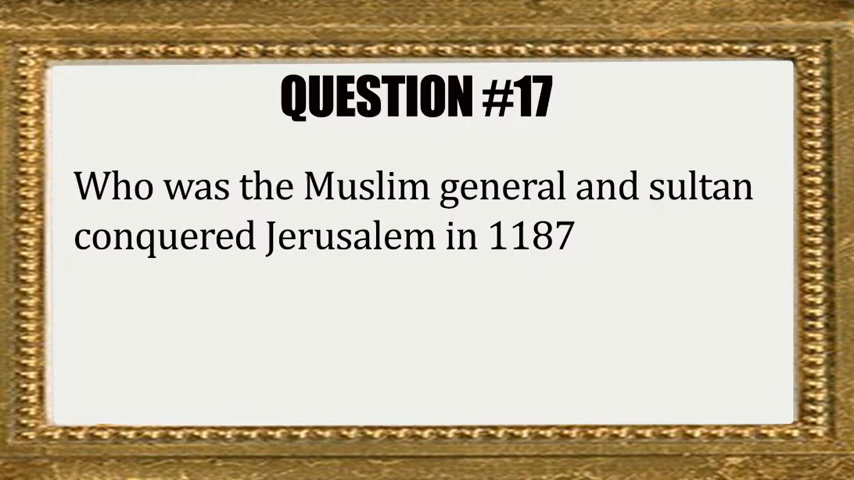 QUESTION #17
Who was the Muslim general and sultan
conquered Jerusalem in 1187